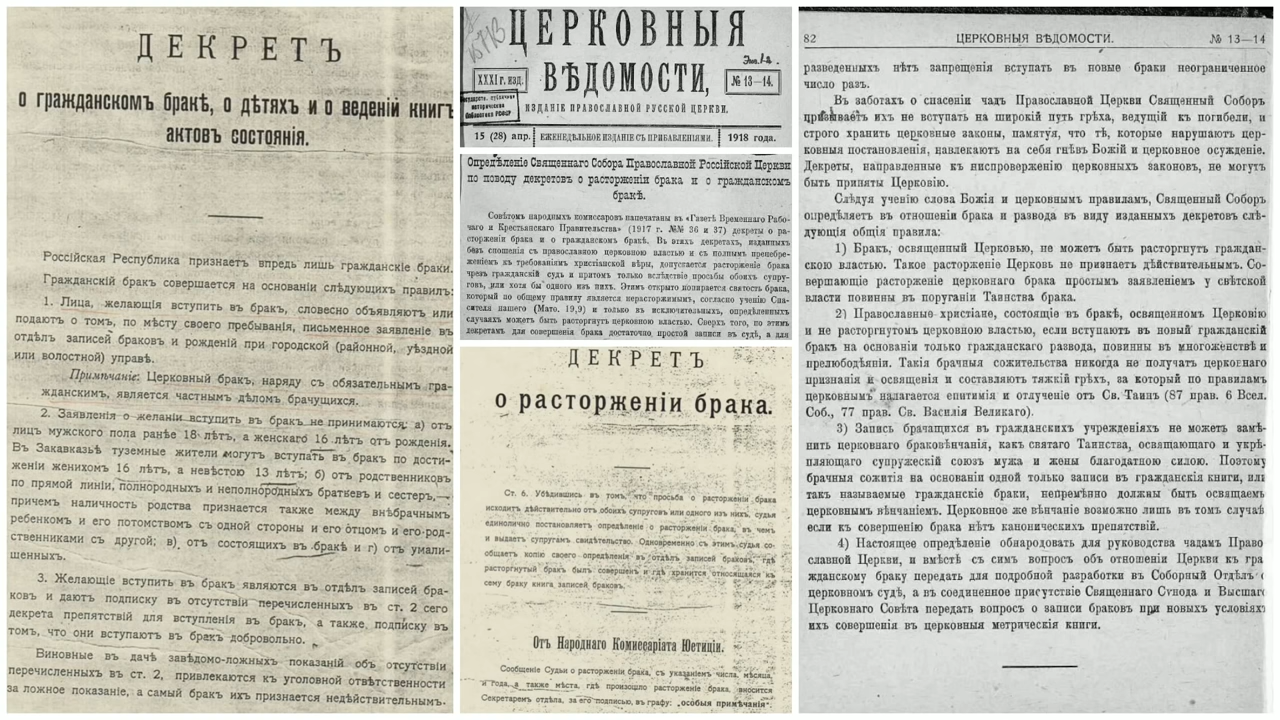 ДЕКРЕТЪ
о гражданскомъ бракѣ, о дѣтяхъ и о веденій книгъ
актовъ состоянія.
Россійская Республика признаетъ впредь лишь гражданскіе браки.
Гражданскій бракъ совершается на основаніи слѣдующихъ правилъ:
1. Лица, желающія вступить въ бракъ, словесно объявляютъ или
подаютъ о томъ, по мѣсту своего пребыванія, письменное заявленіе въ
отдѣлъ записей браковъ и рожденій при городской (районной, уѣздной
или волостной) управѣ.
Примѣчаніе: Церковный бракъ, наряду съ обязательнымъ гра-
жданскимъ, является частнымъ дѣломъ брачущихся.
2. Заявленія о желаніи вступить въ бракъ не принимаются: а) отъ
лицъ мужского пола ранѣе 18 лѣтъ, а женскаго 16 лѣтъ отъ рожденія.
Въ Закавказьѣ туземные жители могутъ вступать въ бракъ по дости-
женіи женихомъ 16 лѣтъ, а невѣстою 13 лѣтъ; б) отъ родственниковъ
по прямой линіи, полнородныхъ и неполнородныхъ братьевъ и сестеръ,—
причемъ наличность родства признается также между внѣбрачнымъ
ребенкомъ и его потомствомъ съ одной стороны и его отцомъ и его-род-
ственниками съ другой; в) отъ состоящихъ въ бракѣ и г) отъ умали-
шенныхъ.
3. Желающіе вступить въ бракъ являются въ отдѣлъ записей бра-
ковъ и даютъ подписку въ отсутствіи перечисленныхъ въ ст. 2 сего
декрета препятствій для вступленія въ бракъ, а также, подписку въ
томъ, что они вступаютъ въ бракъ добровольно.
Виновные въ дачѣ завѣдомо-ложныхъ показаній объ отсутствіи
перечисленныхъ въ ст. 2, привлекаются къ уголовной отвѣтственности
за ложное показаніе, а самый бракъ ихъ признается недѣйствительнымъ.
ЦЕРКОВНЫЯ
ВѢДОМОСТИ,
XXXI г. изд.
№ 13—14.
ИЗДАНІЕ ПРАВОСЛАВНОЙ РУССКОЙ ЦЕРКВИ.
15 (28) апр. ЕЖЕНЕДѢЛЬНОЕ ИЗДАНІЕ СЪ ПРИБАВЛЕНІЯМИ. 1918 года.
Опредѣленіе Священнаго Собора Православной Россійской Церкви
по поводу декретовъ о расторженіи брака и о гражданскомъ
бракѣ.
Совѣтомъ народныхъ комиссаровъ напечатаны въ «Газетѣ Временнаго Рабо-
чаго и Крестьянскаго Правительства» (1917 г. №№ 36 и 37) декреты о ра-
сторженіи брака и о гражданскомъ бракѣ. Въ этихъ декретахъ, изданныхъ
безъ сношенія съ православною церковною властью и съ полнымъ пренебре-
женіемъ къ требованіямъ христіанской вѣры, допускается расторженіе брака
чрезъ гражданскій судъ и притомъ только вслѣдствіе просьбы обоихъ супру-
говъ, или хотя бы одного изъ нихъ. Этимъ открыто попирается святость брака,
который по общему правилу является нерасторжимымъ, согласно ученію Спа-
сителя нашего (Матѳ. 19,9) и только въ исключительныхъ, опредѣленныхъ
случаяхъ можетъ быть расторгнутъ церковною властью. Сверхъ того, по этимъ
декретамъ для совершенія брака достаточно простой записи въ судѣ, а для
ДЕКРЕТЪ
о расторженіи брака.
Ст. 6. Убѣдившись въ томъ, что просьба о расторженіи брака
исходитъ дѣйствительно отъ обоихъ супруговъ или одного изъ нихъ, судья
единолично постановляетъ опредѣленіе о расторженіи брака, въ чемъ
и выдаетъ супругамъ свидѣтельство. Одновременно съ этимъ судья со-
общаетъ копію своего опредѣленія въ отдѣлъ записей браковъ, гдѣ
расторгнутый бракъ былъ совершенъ и гдѣ хранится относящаяся къ
сему браку книга записей браковъ.
Отъ Народнаго Комиссаріата Юстиціи.
Сообщеніе Судьи о расторженіи брака, съ указаніемъ числа, мѣсяца,
и года, а также мѣста, гдѣ произошло расторженіе брака, вносится
Секретаремъ отдѣла, за его подписью, въ графу: „особыя примѣчанія“.
82 ЦЕРКОВНЫЯ ВѢДОМОСТИ. № 13—14
разведенныхъ нѣтъ запрещенія вступать въ новые браки неограниченное
число разъ.
Въ заботахъ о спасеніи чадъ Православной Церкви Священный Соборъ
призываетъ ихъ не вступать на широкій путь грѣха, ведущій къ погибели, и
строго хранить церковные законы, памятуя, что тѣ, которые нарушаютъ цер-
ковныя постановленія, навлекаютъ на себя гнѣвъ Божій и церковное осужденіе.
Декреты, направленные къ ниспроверженію церковныхъ законовъ, не могутъ
быть приняты Церковію.
Слѣдуя ученію слова Божія и церковнымъ правиламъ, Священный Соборъ
опредѣляетъ въ отношеніи брака и развода въ виду изданныхъ декретовъ слѣ-
дующія общія правила:
1) Бракъ, освященный Церковью, не можетъ быть расторгнутъ граждан-
скою властью. Такое расторженіе Церковь не признаетъ дѣйствительнымъ. Со-
вершающіе расторженіе церковнаго брака простымъ заявленіемъ у свѣтской
власти повинны въ поруганіи Таинства брака.
2) Православные христіане, состоящіе въ бракѣ, освященномъ Церковію
и не расторгнутомъ церковною властью, если вступаютъ въ новый гражданскій
бракъ на основаніи только гражданскаго развода, повинны въ многоженствѣ и
прелюбодѣяніи. Такія брачныя сожительства никогда не получатъ церковнаго
признанія и освященія и составляютъ тяжкій грѣхъ, за который по правиламъ
церковнымъ налагается епитимія и отлученіе отъ Св. Таинъ (87 прав. 6 Всел.
Соб., 77 прав. Св. Василія Великаго).
3) Запись брачащихся въ гражданскихъ учрежденіяхъ не можетъ замѣ-
нить церковнаго браковѣнчанія, какъ святаго Таинства, освящающаго и укрѣ-
пляющаго супружескій союзъ мужа и жены благодатною силою. Поэтому
брачныя сожитія на основаніи одной только записи въ гражданскія книги, или
такъ называемые гражданскіе браки, непремѣнно должны быть освящаемы
церковнымъ вѣнчаніемъ. Церковное же вѣнчаніе возможно лишь въ томъ случаѣ
если къ совершенію брака нѣтъ каноническихъ препятствій.
4) Настоящее опредѣленіе обнародовать для руководства чадамъ Право
славной Церкви, и вмѣстѣ съ симъ вопросъ объ отношеніи Церкви къ гра
жданскому браку передать для подробной разработки въ Соборный Отдѣлъ о
церковномъ судѣ, а въ соединенное присутствіе Священнаго Сѵнода и Высшаг
Церковнаго Совѣта передать вопросъ о записи браковъ при новыхъ условіяхъ
ихъ совершенія въ церковныя метрическія книги.